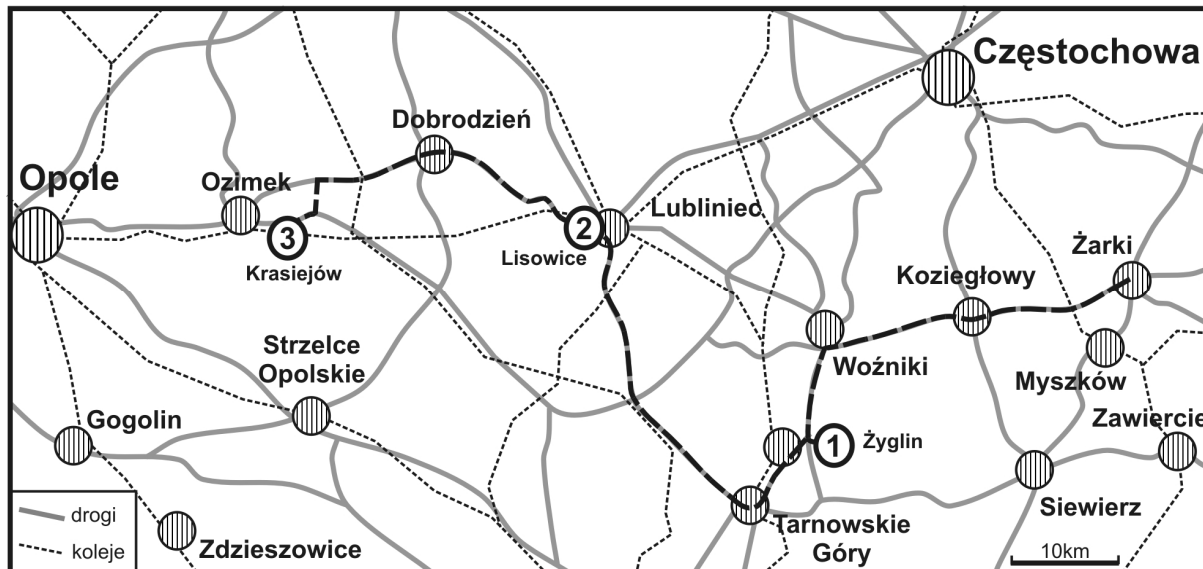 Częstochowa
Dobrodzień
Opole
Ozimek
2
Lubliniec
3
Lisowice
Krasiejów
Koziegłowy
Żarki
Strzelce
Opolskie
Woźniki
Myszków
Gogolin
Zawiercie
1
Żyglin
Siewierz
drogi
koleje
Zdzieszowice
Tarnowskie
Góry
10km